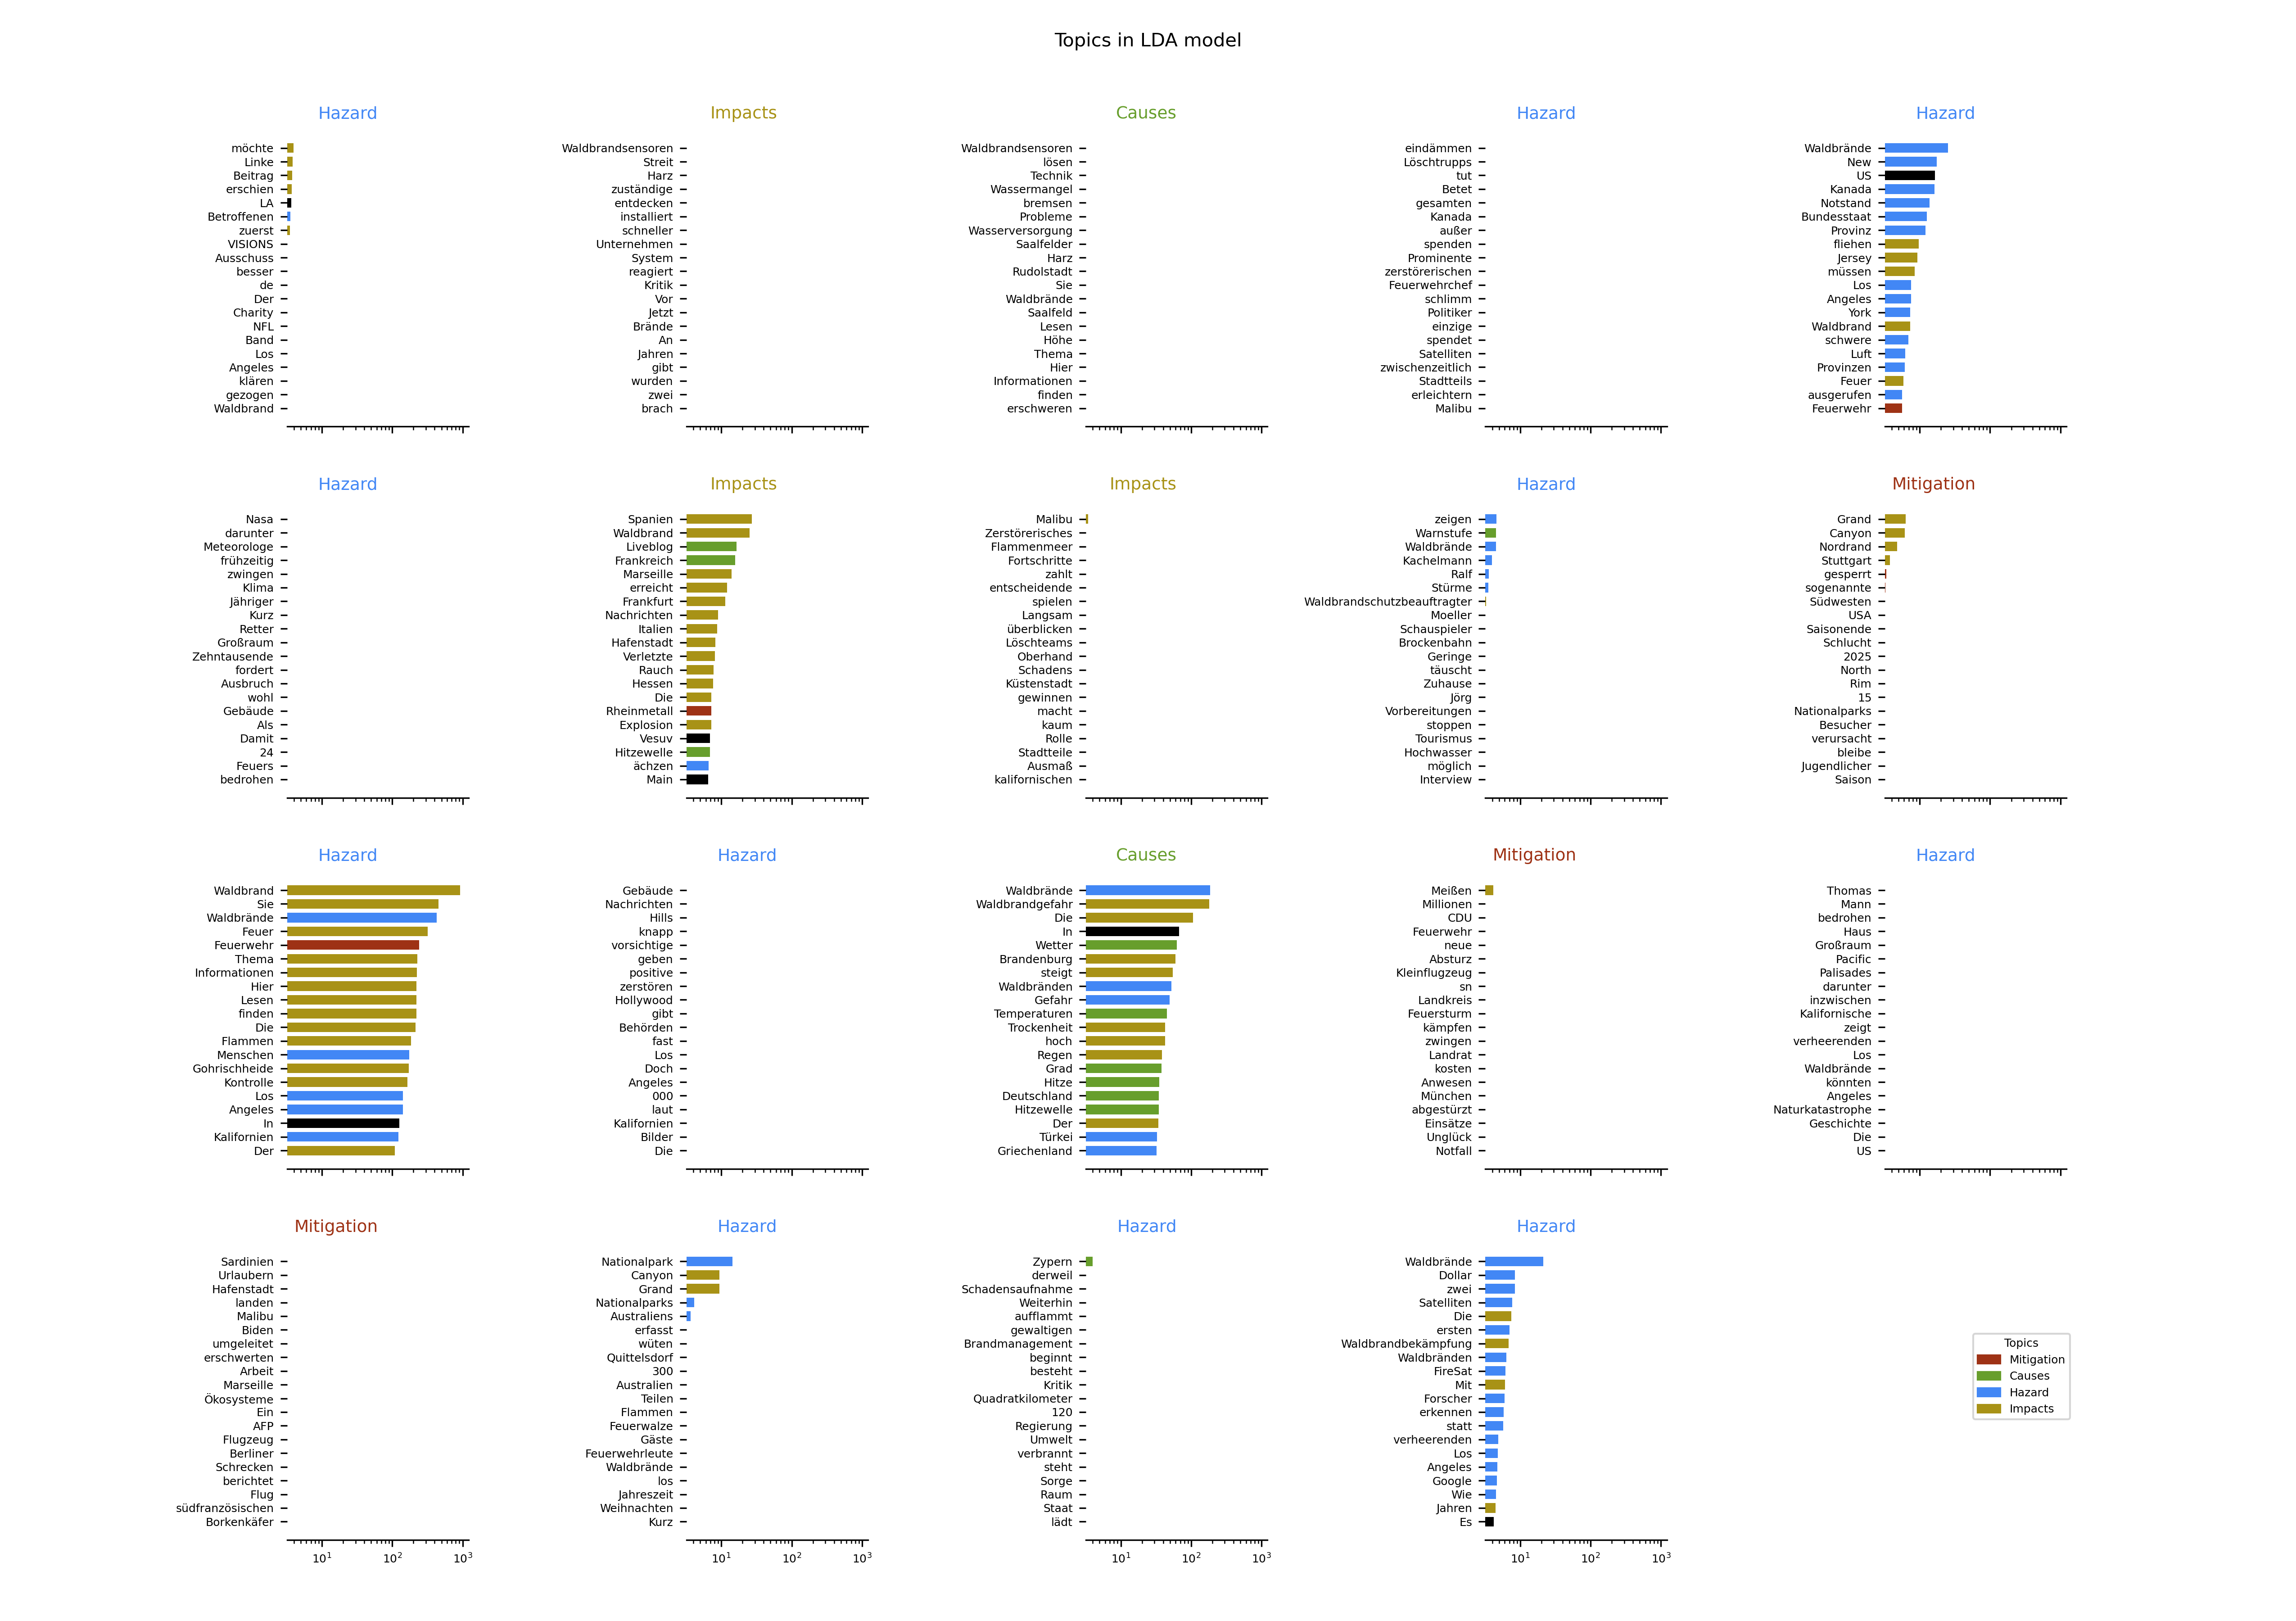 Topics in LDA model
Hazard
möchte
Linke
Beitrag
erschien
LA
Betroffenen
zuerst
VISIONS
Ausschuss
besser
de
Der
Charity
NFL
Band
Los
Angeles
klären
gezogen
Waldbrand
Impacts
Waldbrandsensoren
Streit
Harz
zuständige
entdecken
installiert
schneller
Unternehmen
System
reagiert
Kritik
Vor
Jetzt
Brände
An
Jahren
gibt
wurden
zwei
brach
Causes
Waldbrandsensoren
lösen
Technik
Wassermangel
bremsen
Probleme
Wasserversorgung
Saalfelder
Harz
Rudolstadt
Sie
Waldbrände
Saalfeld
Lesen
Höhe
Thema
Hier
Informationen
finden
erschweren
Hazard
eindämmen
Löschtrupps
tut
Betet
gesamten
Kanada
außer
spenden
Prominente
zerstörerischen
Feuerwehrchef
schlimm
Politiker
einzige
spendet
Satelliten
zwischenzeitlich
Stadtteils
erleichtern
Malibu
Hazard
Waldbrände
New
US
Kanada
Notstand
Bundesstaat
Provinz
fliehen
Jersey
müssen
Los
Angeles
York
Waldbrand
schwere
Luft
Provinzen
Feuer
ausgerufen
Feuerwehr
Hazard
Nasa
darunter
Meteorologe
frühzeitig
zwingen
Klima
Jähriger
Kurz
Retter
Großraum
Zehntausende
fordert
Ausbruch
wohl
Gebäude
Als
Damit
24
Feuers
bedrohen
Impacts
Spanien
Waldbrand
Liveblog
Frankreich
Marseille
erreicht
Frankfurt
Nachrichten
Italien
Hafenstadt
Verletzte
Rauch
Hessen
Die
Rheinmetall
Explosion
Vesuv
Hitzewelle
ächzen
Main
Impacts
Malibu
Zerstörerisches
Flammenmeer
Fortschritte
zahlt
entscheidende
spielen
Langsam
überblicken
Löschteams
Oberhand
Schadens
Küstenstadt
gewinnen
macht
kaum
Rolle
Stadtteile
Ausmaß
kalifornischen
Hazard
zeigen
Warnstufe
Waldbrände
Kachelmann
Ralf
Stürme
Waldbrandschutzbeauftragter
Moeller
Schauspieler
Brockenbahn
Geringe
täuscht
Zuhause
Jörg
Vorbereitungen
stoppen
Tourismus
Hochwasser
möglich
Interview
Mitigation
Grand
Canyon
Nordrand
Stuttgart
gesperrt
sogenannte
Südwesten
USA
Saisonende
Schlucht
2025
North
Rim
15
Nationalparks
Besucher
verursacht
bleibe
Jugendlicher
Saison
Hazard
Waldbrand
Sie
Waldbrände
Feuer
Feuerwehr
Thema
Informationen
Hier
Lesen
finden
Die
Flammen
Menschen
Gohrischheide
Kontrolle
Los
Angeles
In
Kalifornien
Der
Hazard
Gebäude
Nachrichten
Hills
knapp
vorsichtige
geben
positive
zerstören
Hollywood
gibt
Behörden
fast
Los
Doch
Angeles
000
laut
Kalifornien
Bilder
Die
Causes
Waldbrände
Waldbrandgefahr
Die
In
Wetter
Brandenburg
steigt
Waldbränden
Gefahr
Temperaturen
Trockenheit
hoch
Regen
Grad
Hitze
Deutschland
Hitzewelle
Der
Türkei
Griechenland
Mitigation
Meißen
Millionen
CDU
Feuerwehr
neue
Absturz
Kleinflugzeug
sn
Landkreis
Feuersturm
kämpfen
zwingen
Landrat
kosten
Anwesen
München
abgestürzt
Einsätze
Unglück
Notfall
Hazard
Thomas
Mann
bedrohen
Haus
Großraum
Pacific
Palisades
darunter
inzwischen
Kalifornische
zeigt
verheerenden
Los
Waldbrände
könnten
Angeles
Naturkatastrophe
Geschichte
Die
US
Mitigation
Sardinien
Urlaubern
Hafenstadt
landen
Malibu
Biden
umgeleitet
erschwerten
Arbeit
Marseille
Ökosysteme
Ein
AFP
Flugzeug
Berliner
Schrecken
berichtet
Flug
südfranzösischen
Borkenkäfer
10¹ 10² 10³
Hazard
Nationalpark
Canyon
Grand
Nationalparks
Australiens
erfasst
wüten
Quittelsdorf
300
Australien
Teilen
Flammen
Feuerwalze
Gäste
Feuerwehrleute
Waldbrände
los
Jahreszeit
Weihnachten
Kurz
10¹ 10² 10³
Hazard
Zypern
derweil
Schadensaufnahme
Weiterhin
aufflammt
gewaltigen
Brandmanagement
beginnt
besteht
Kritik
Quadratkilometer
120
Regierung
Umwelt
verbrannt
steht
Sorge
Raum
Staat
lädt
10¹ 10² 10³
Hazard
Waldbrände
Dollar
zwei
Satelliten
Die
ersten
Waldbrandbekämpfung
Waldbränden
FireSat
Mit
Forscher
erkennen
statt
verheerenden
Los
Angeles
Google
Wie
Jahren
Es
10¹ 10² 10³
Topics
Mitigation
Causes
Hazard
Impacts